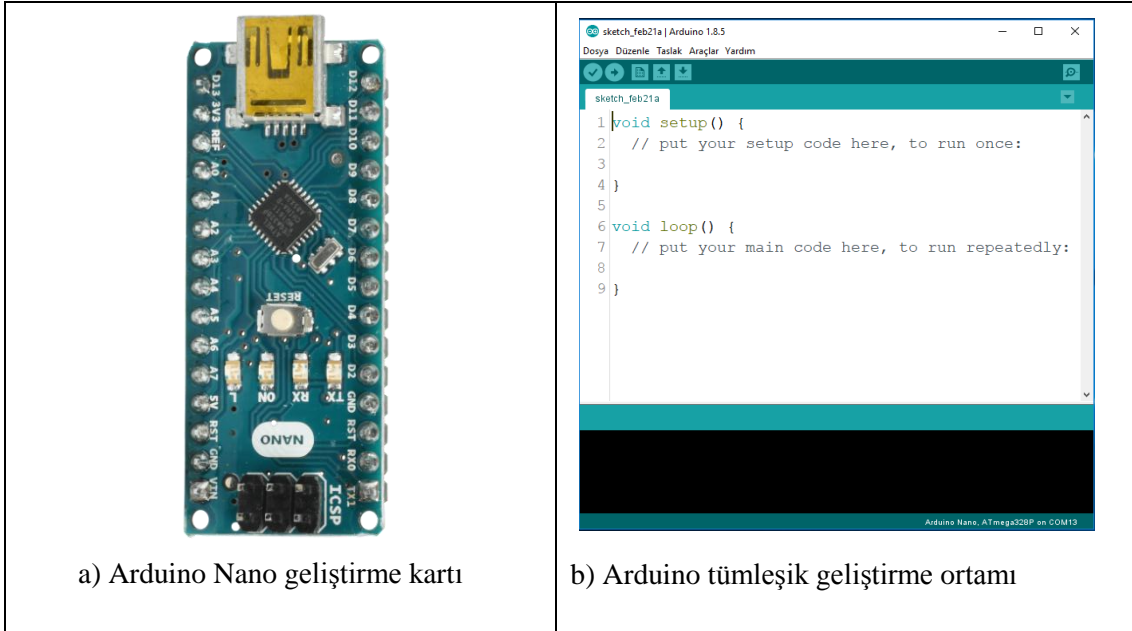 D13
3V3
REF
A0
A1
A2
A3
A4
A5
A6
A7
5V
RST
GND
VIN
D12
D11
D10
D9
D8
D7
D6
D5
D4
D3
D2
GND
RST
RX0
TX1
RESET
L ON RX TX
NANO
ICSP
a) Arduino Nano geliştirme kartı
sketch_feb21a | Arduino 1.8.5
Dosya Düzenle Taslak Araçlar Yardım
sketch_feb21a
1 void setup() {
2 // put your setup code here, to run once:
3
4 }
5
6 void loop() {
7 // put your main code here, to run repeatedly:
8
9 }
Arduino Nano, ATmega328P on COM13
b) Arduino tümleşik geliştirme ortamı